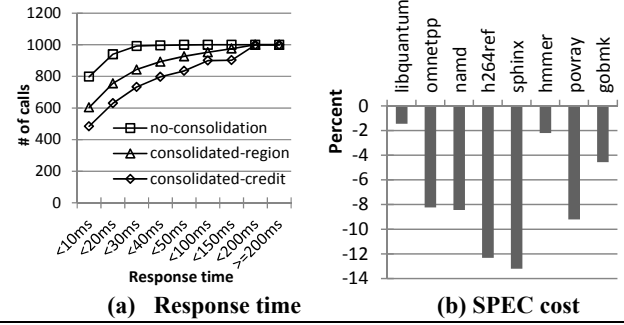 1200
1000
800
600
400
200
0
# of calls
no-consolidation
consolidated-region
consolidated-credit
<10ms
<20ms
<30ms
<40ms
<50ms
<100ms
<150ms
<200ms
>=200ms
Response time
(a) Response time
libquantum
omnetpp
namd
h264ref
sphinx
hmmer
povray
gobmk
Percent
0
-2
-4
-6
-8
-10
-12
-14
(b) SPEC cost